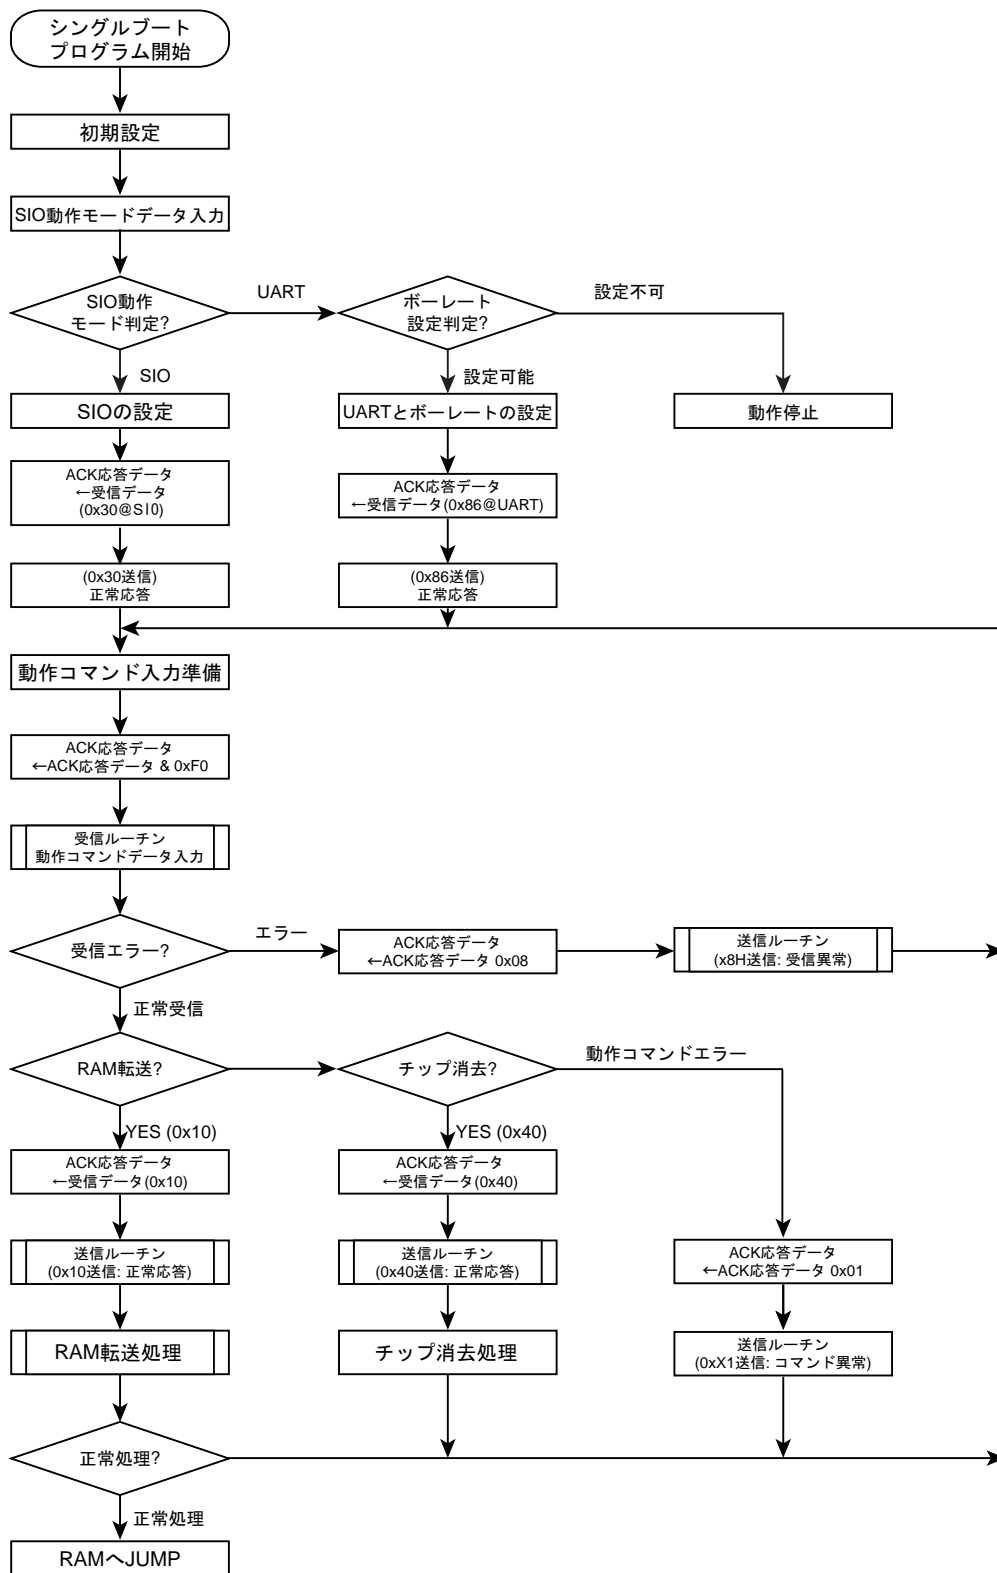 シングルブート
プログラム開始
初期設定
SIO動作モードデータ入力
SIO動作
モード判定?
UART
ボーレート
設定判定?
設定不可
SIO
設定可能
SIOの設定
UARTとボーレートの設定
動作停止
ACK応答データ
←受信データ
(0x30@SI0)
ACK応答データ
←受信データ(0x86@UART)
(0x30送信)
正常応答
(0x86送信)
正常応答
動作コマンド入力準備
ACK応答データ
←ACK応答データ & 0xF0
受信ルーチン
動作コマンドデータ入力
受信エラー?
エラー
ACK応答データ
←ACK応答データ 0x08
送信ルーチン
(x8H送信: 受信異常)
正常受信
RAM転送?
チップ消去?
動作コマンドエラー
YES (0x10)
YES (0x40)
ACK応答データ
←受信データ(0x10)
ACK応答データ
←受信データ(0x40)
送信ルーチン
(0x10送信: 正常応答)
送信ルーチン
(0x40送信: 正常応答)
ACK応答データ
←ACK応答データ 0x01
RAM転送処理
チップ消去処理
送信ルーチン
(0xX1送信: コマンド異常)
正常処理?
正常処理
RAMへJUMP